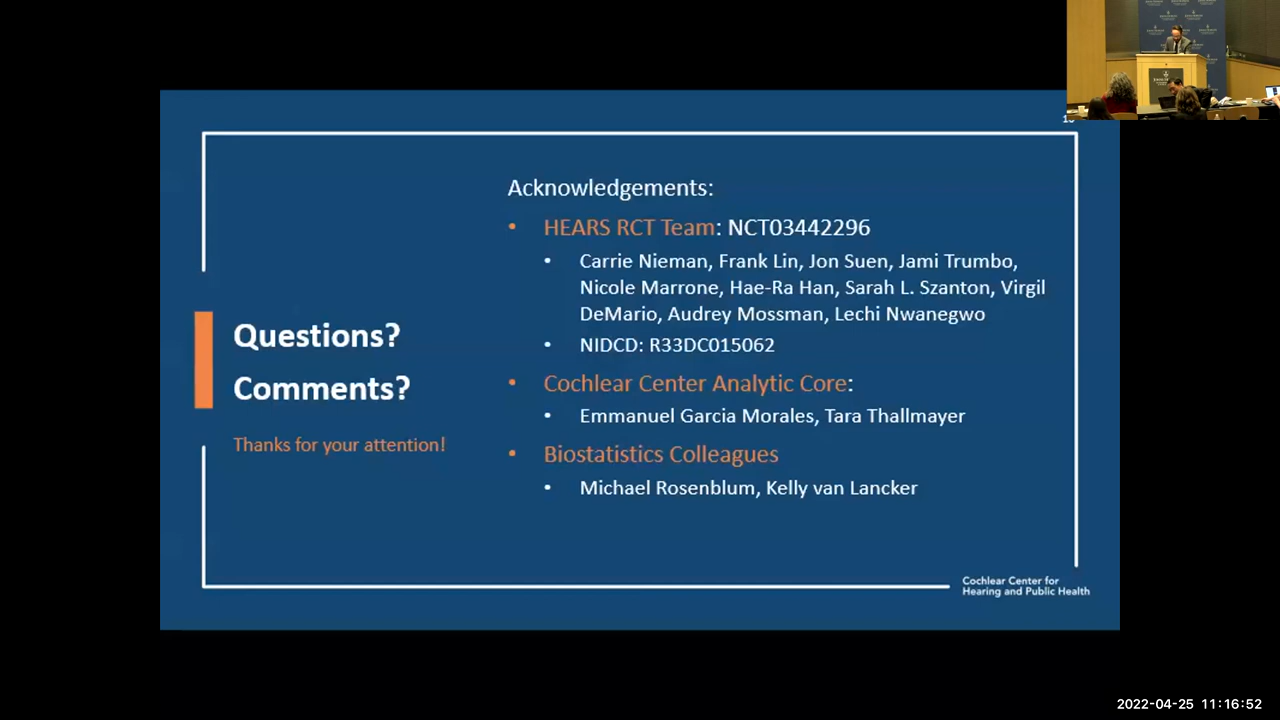 Questions?
Comments?
Thanks for your attention!
Acknowledgements:
• HEARS RCT Team: NCT03442296
• Carrie Nieman, Frank Lin, Jon Suen, Jami Trumbo,
Nicole Marrone, Hae-Ra Han, Sarah L. Szanton, Virgil
DeMario, Audrey Mossman, Lechi Nwanegwo
• NIDCD: R33DC015062
• Cochlear Center Analytic Core:
• Emmanuel Garcia Morales, Tara Thallmayer
• Biostatistics Colleagues
• Michael Rosenblum, Kelly van Lancker
Cochlear Center for
Hearing and Public Health
2022-04-25 11:16:52